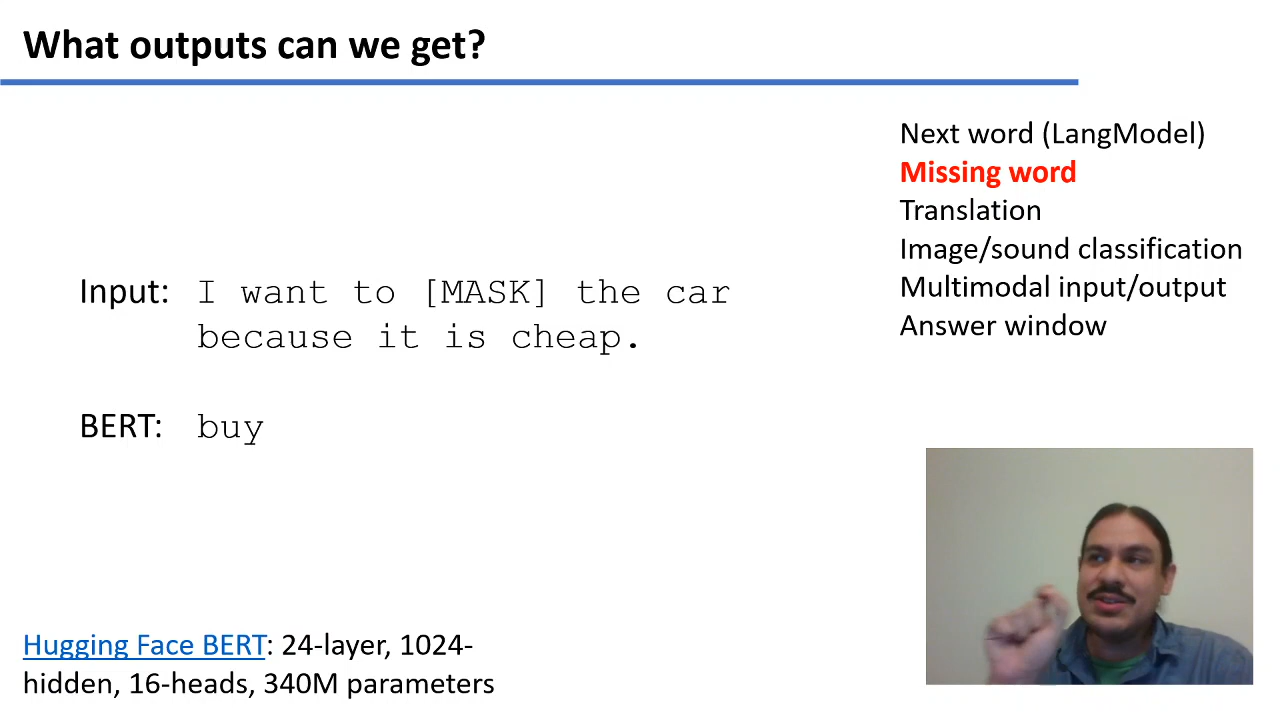 What outputs can we get?
Next word (LangModel)
Missing word
Translation
Image/sound classification
Multimodal input/output
Answer window
Input: I want to [MASK] the car
because it is cheap.
BERT: buy
Hugging Face BERT: 24-layer, 1024-
hidden, 16-heads, 340M parameters